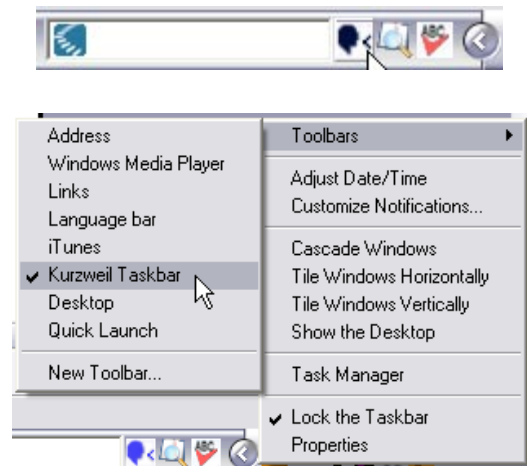 ABC
Address
Windows Media Player
Links
Language bar
iTunes
Kurzweil Taskbar
Desktop
Quick Launch
New Toolbar...
Toolbars
Adjust Date/Time
Customize Notifications...
Cascade Windows
Tile Windows Horizontally
Tile Windows Vertically
Show the Desktop
Task Manager
Lock the Taskbar
Properties
ABC